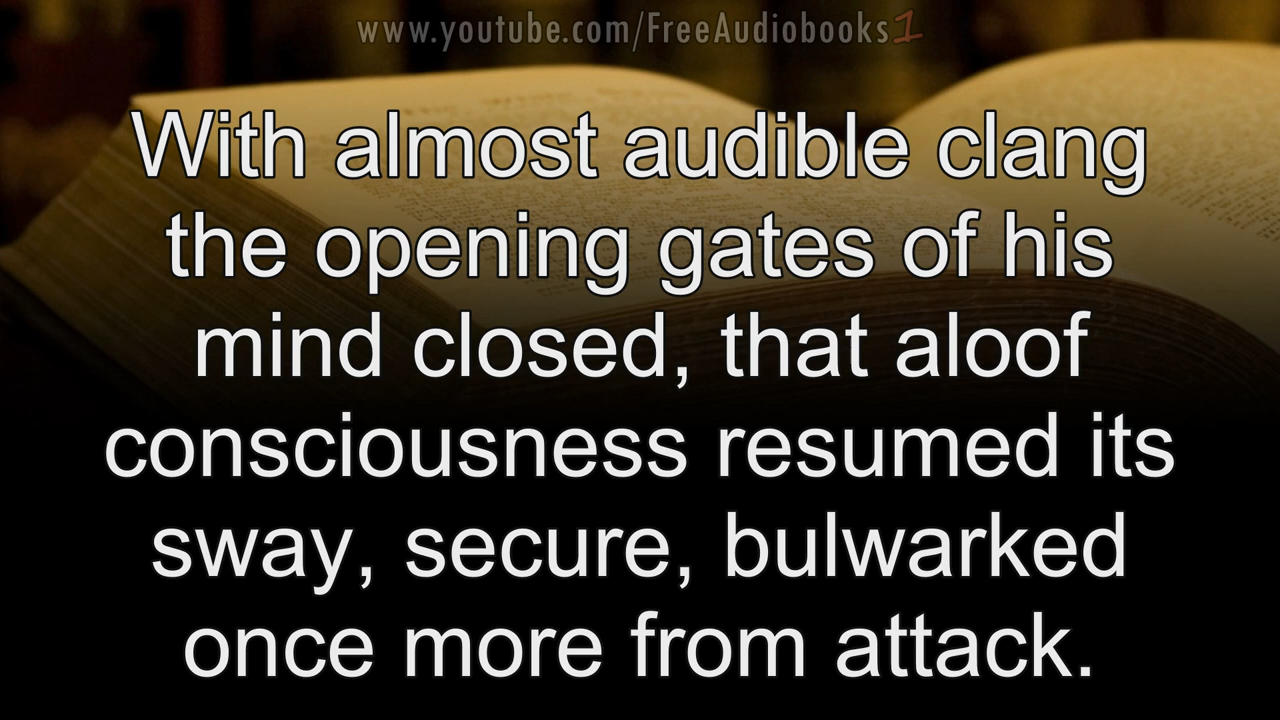 www.youtube.com/FreeAudiobooks1
With almost audible clang
the opening gates of his
mind closed, that aloof
consciousness resumed its
sway, secure, bulwarked
once more from attack.